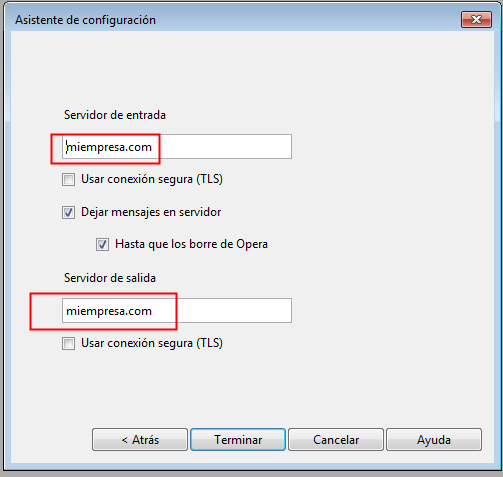 Asistente de configuración
Servidor de entrada
miempresa.com
Usar conexión segura (TLS)
Dejar mensajes en servidor
Hasta que los borre de Opera
Servidor de salida
miempresa.com
Usar conexión segura (TLS)
< Atrás Terminar Cancelar Ayuda